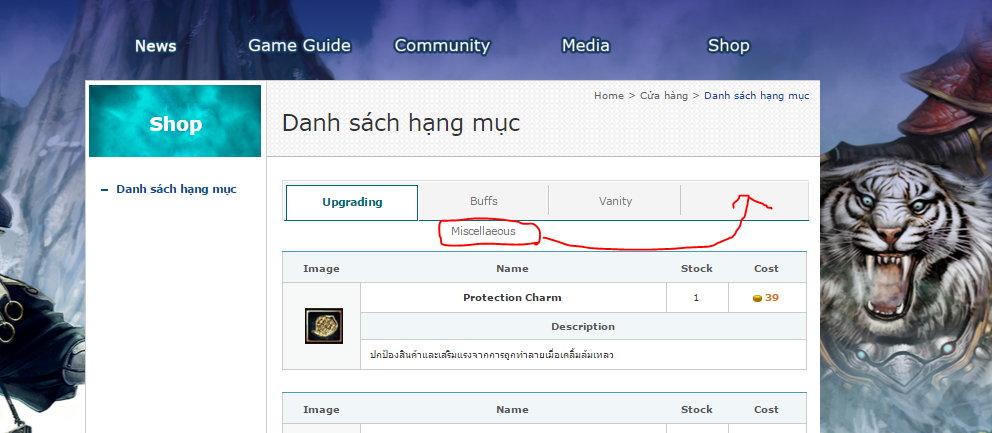 News Game Guide Community Media Shop
Home > Cửa hàng > Danh sách hạng mục
Shop
Danh sách hạng mục
Danh sách hạng mục
Upgrading Buffs Vanity
Miscellaeous
Image Name Stock Cost
Protection Charm 1 39
Description
ปกป้องสินค้าและเสริมแรงจากการถูกทำลายเมื่อเคลิ้มล้มเหลว
Image Name Stock Cost